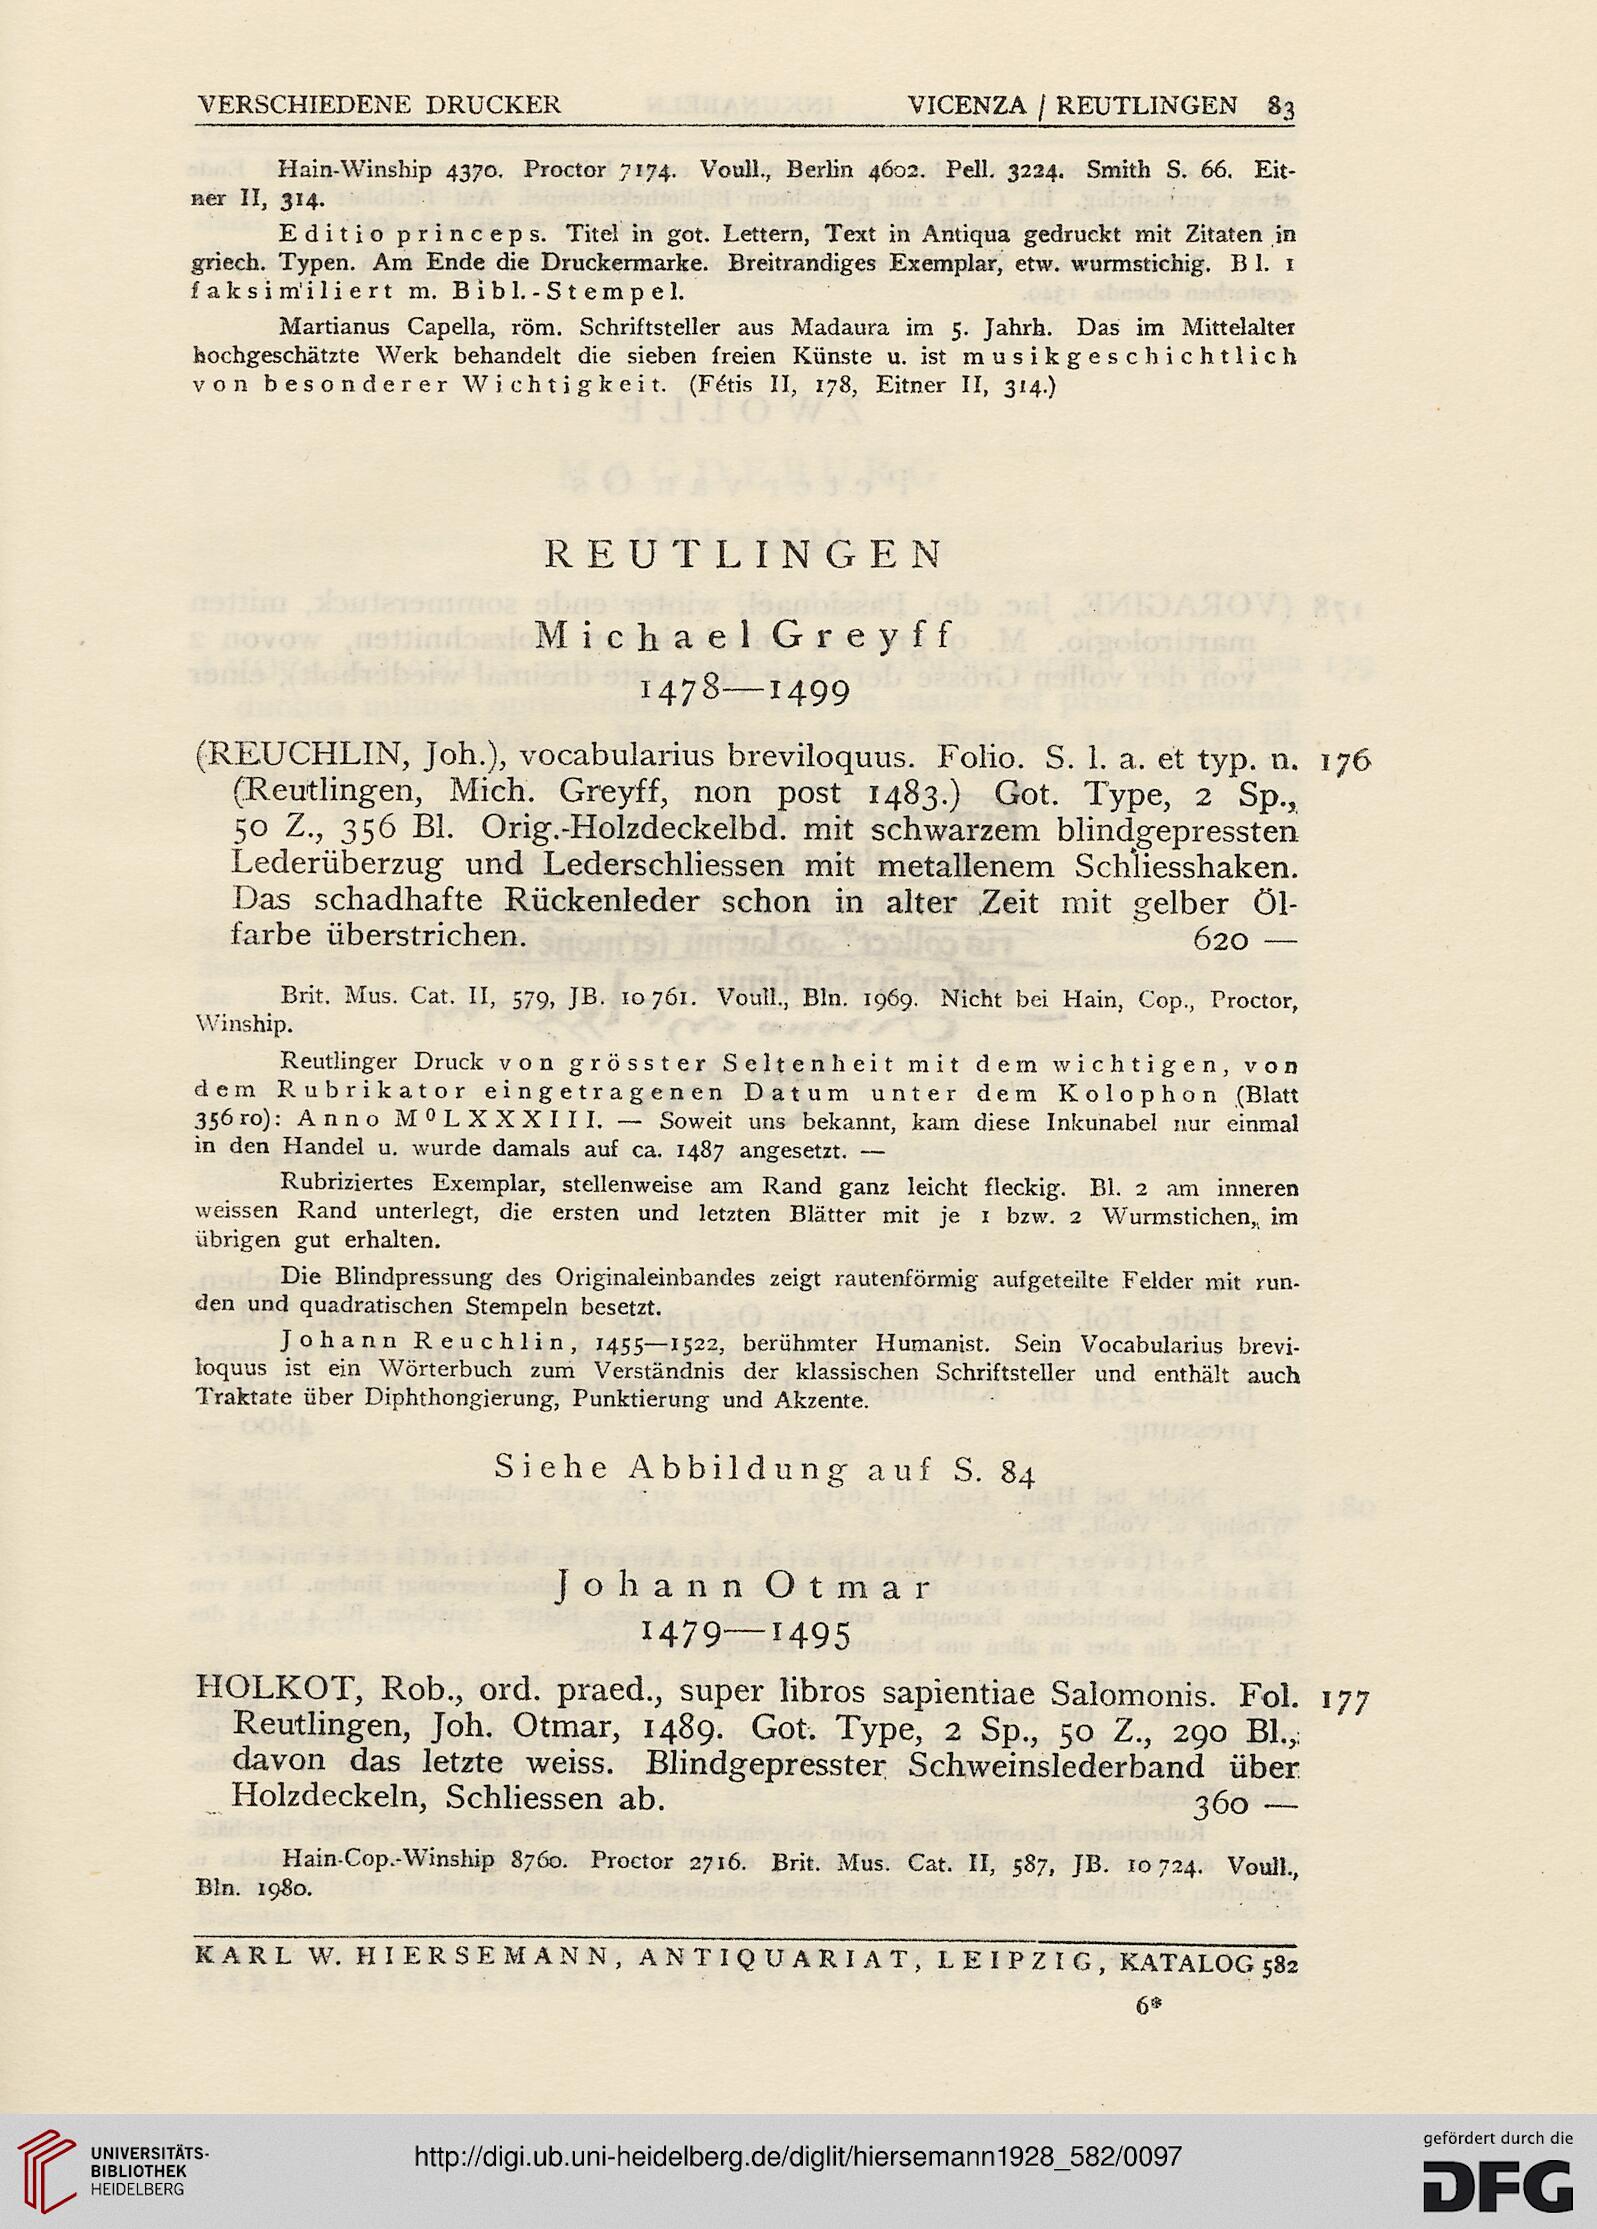 VERSCHIEDENE DRUCKER VICENZA / REUTLINGEN 83
Hain-Winship 4370. Proctor 7174. Voull., Berlin 4602. Pell. 3224. Smith S. 66. Eit-
ner II, 314.
Editio princeps. Titel in got. Lettern, Text in Antiqua gedruckt mit Zitaten in
griech. Typen. Am Ende die Druckermarke. Breitrandiges Exemplar, etw. wurmstichig. Bl. 1
faksimiliert m. Bibl.-Stempel.
Martianus Capella, röm. Schriftsteller aus Madaura im 5. Jahrh. Das im Mittelalter
hochgeschätzte Werk behandelt die sieben freien Künste u. ist musikgeschichtlich
von besonderer Wichtigkeit. (Fétis II, 178, Eitner II, 314.)
REUTLINGEN
Michael Greyff
1478—1499
(REUCHLIN, Joh.), vocabularius breviloquus. Folio. S. l. a. et typ. n. 176
(Reutlingen, Mich. Greyff, non post 1483.) Got. Type, 2 Sp.,
50 Z., 356 Bl. Orig.-Holzdeckelbd. mit schwarzem blindgepressten
Lederüberzug und Lederschliessen mit metallenem Schliesshaken.
Das schadhafte Rückenleder schon in alter Zeit mit gelber Öl-
farbe überstrichen. 620 —
Brit. Mus. Cat. II, 579, JB. 10761. Voull., Bln. 1969. Nicht bei Hain, Cop., Proctor,
Winship.
Reutlinger Druck von grösster Seltenheit mit dem wichtigen, von
dem Rubrikator eingetragenen Datum unter dem Kolophon (Blatt
356 ro): Anno M⁰LXXXIII. — Soweit uns bekannt, kam diese Inkunabel nur einmal
in den Handel u. wurde damals auf ca. 1487 angesetzt. —
Rubriziertes Exemplar, stellenweise am Rand ganz leicht fleckig. Bl. 2 am inneren
weissen Rand unterlegt, die ersten und letzten Blätter mit je 1 bzw. 2 Wurmstichen, im
übrigen gut erhalten.
Die Blindpressung des Originaleinbandes zeigt rautenförmig aufgeteilte Felder mit run-
den und quadratischen Stempeln besetzt.
Johann Reuchlin, 1455—1522, berühmter Humanist. Sein Vocabularius brevi-
loquus ist ein Wörterbuch zum Verständnis der klassischen Schriftsteller und enthält auch
Traktate über Diphthongierung, Punktierung und Akzente.
Siehe Abbildung auf S. 84
Johann Otmar
1479—1495
HOLKOT, Rob., ord. praed., super libros sapientiae Salomonis. Fol. 177
Reutlingen, Joh. Otmar, 1489. Got. Type, 2 Sp., 50 Z., 290 Bl.,
davon das letzte weiss. Blindgepresster Schweinslederband über
Holzdeckeln, Schliessen ab. 360 —
Hain-Cop.-Winship 8760. Proctor 2716. Brit. Mus. Cat. II, 587, JB. 10724. Voull.,
Bln. 1980.
KARL W. HIERSEMANN, ANTIQUARIAT, LEIPZIG, KATALOG 582
6*
UNIVERSITÄTS-
BIBLIOTHEK
HEIDELBERG
http://digi.ub.uni-heidelberg.de/diglit/hiersemann1928_582/0097
gefördert durch die
DFG